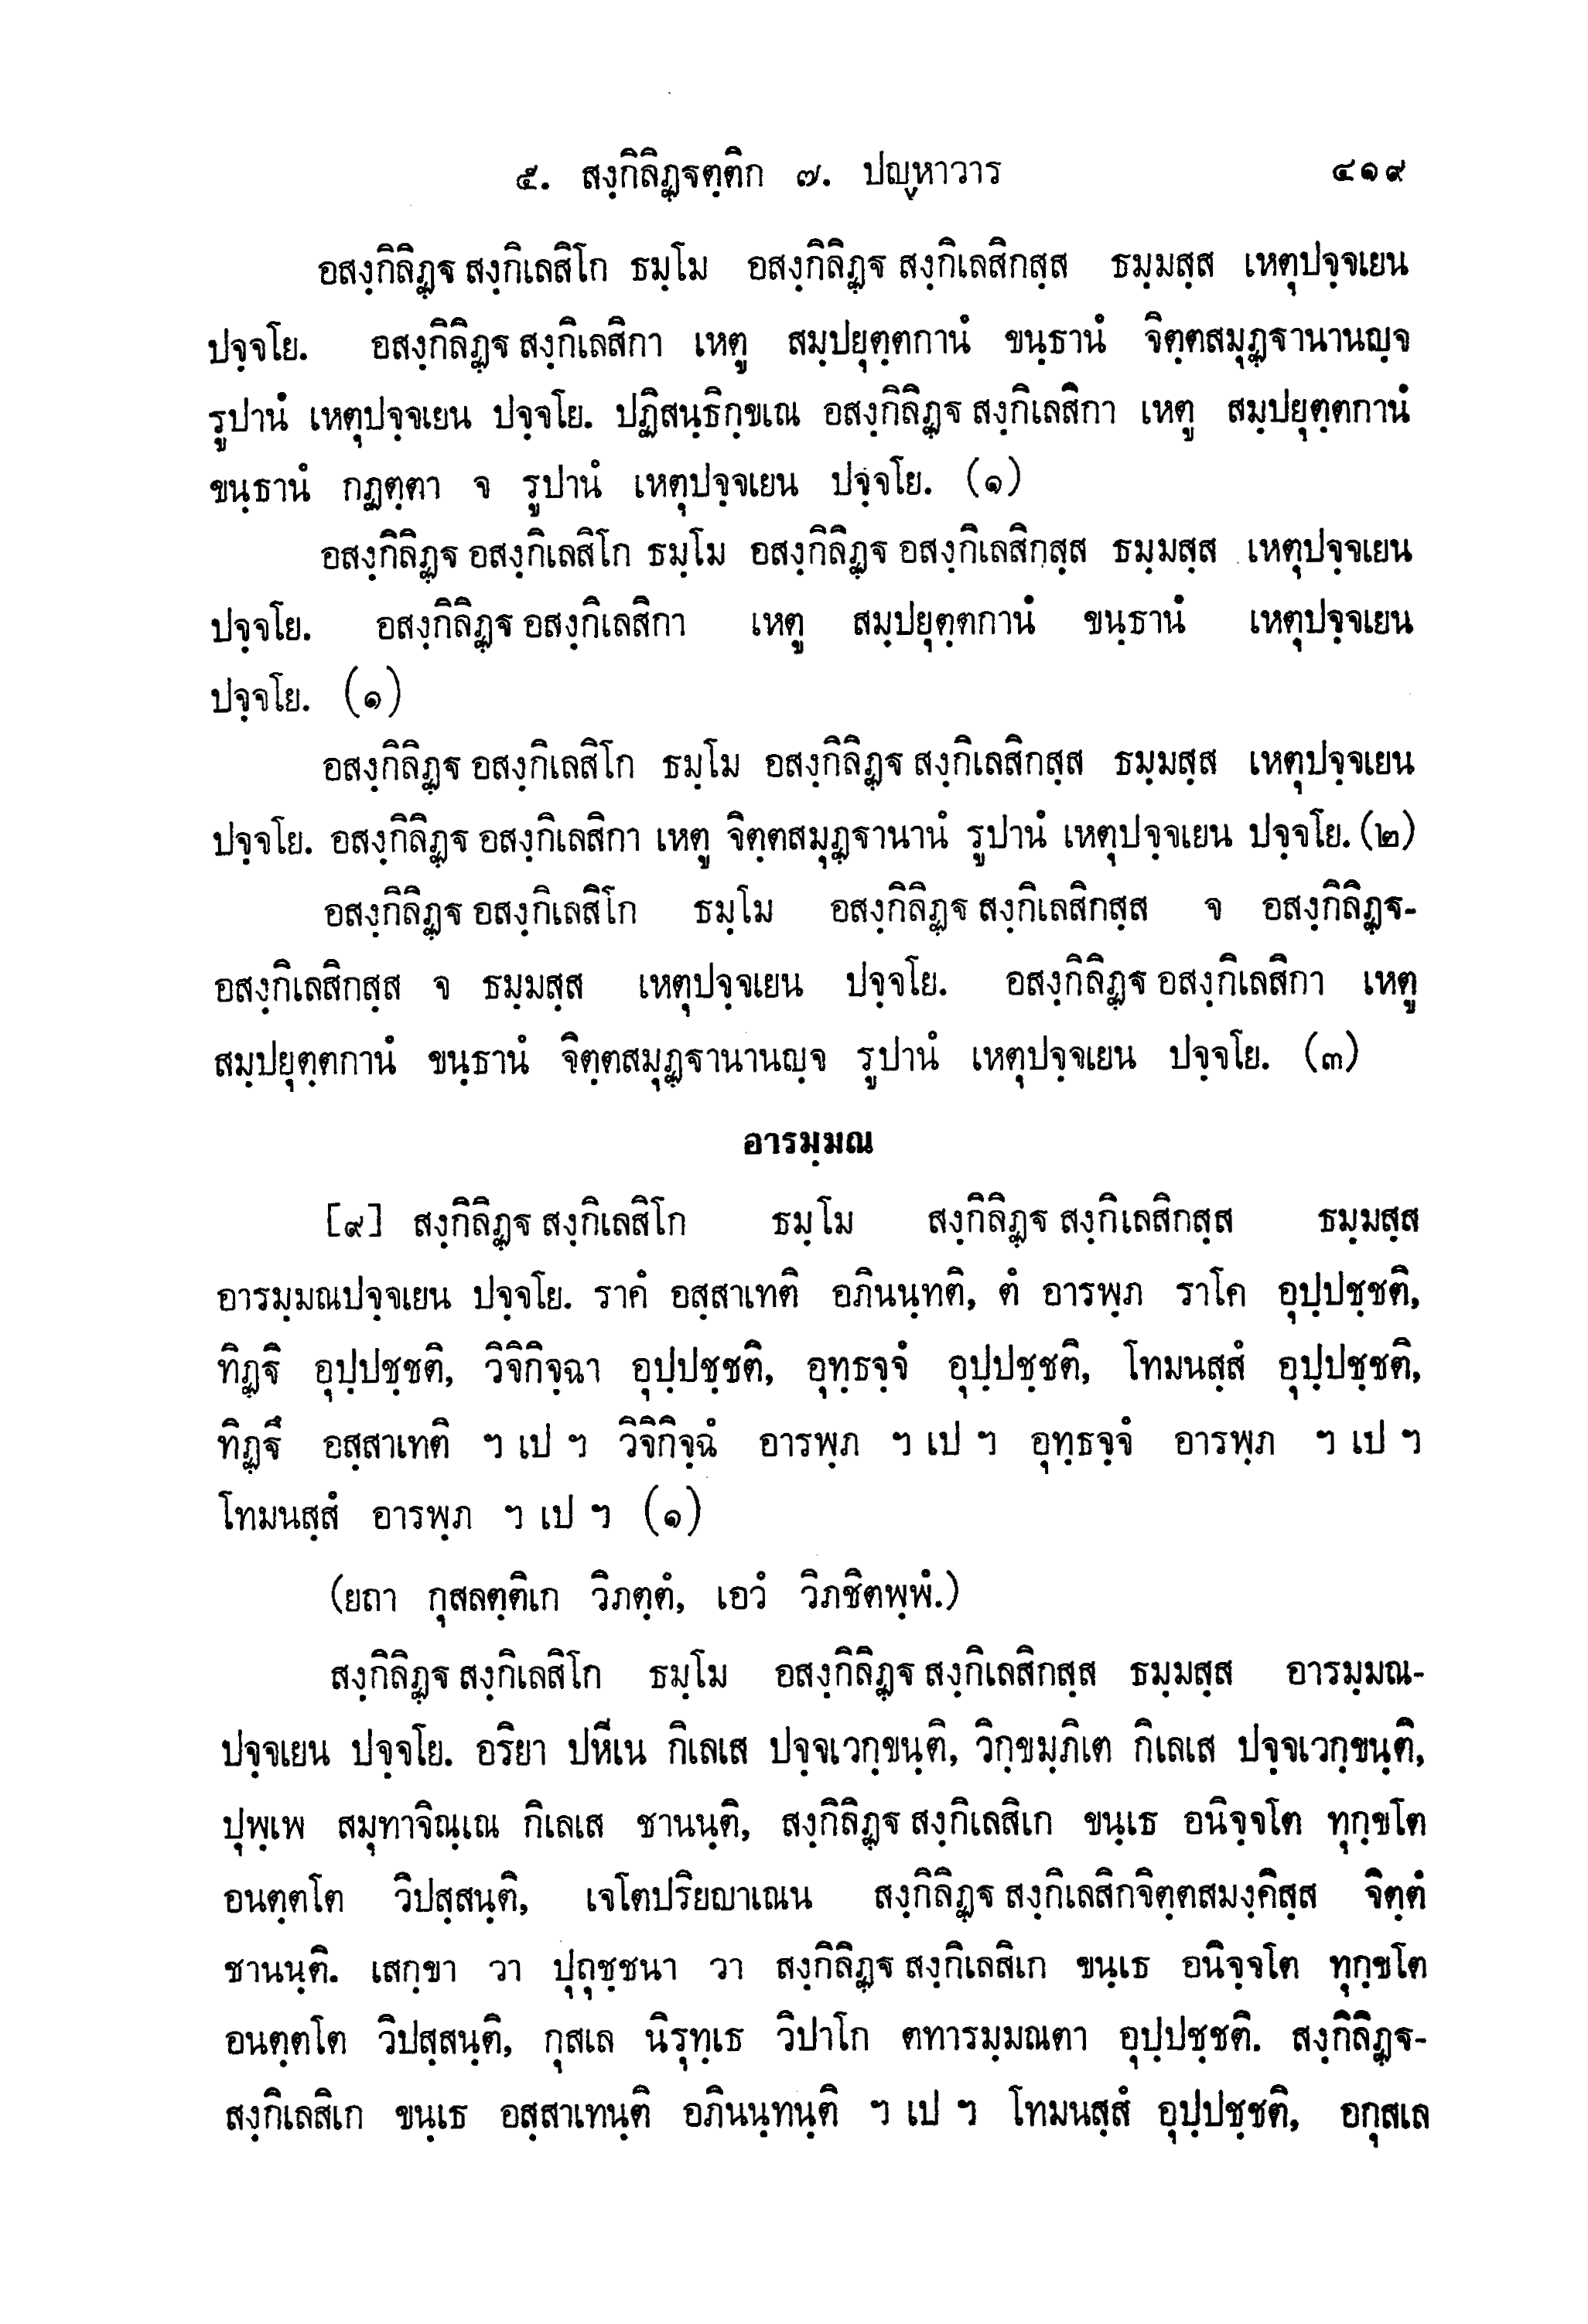 ๕. สงฺกิลิฏฺฐตฺติก ๗. ปญฺหาวาร ๔๑๙
อสงฺกิลิฏฺฐ สงฺกิเลสิโก ธมฺโม อสงฺกิลิฏฺฐ สงฺกิเลสิกสฺส ธมฺมสฺส เหตุปจฺจเยน
ปจฺจโย. อสงฺกิลิฏฺฐ สงฺกิเลสิกา เหตู สมฺปยุตฺตกานํ ขนฺธานํ จิตฺตสมุฏฺฐานานญฺจ
รูปานํ เหตุปจฺจเยน ปจฺจโย. ปฏิสนฺธิกฺขเณ อสงฺกิลิฏฺฐ สงฺกิเลสิกา เหตู สมฺปยุตฺตกานํ
ขนฺธานํ กฏตฺตา จ รูปานํ เหตุปจฺจเยน ปจฺจโย. (๑)
อสงฺกิลิฏฺฐ อสงฺกิเลสิโก ธมฺโม อสงฺกิลิฏฺฐ อสงฺกิเลสิกสฺส ธมฺมสฺส เหตุปจฺจเยน
ปจฺจโย. อสงฺกิลิฏฺฐ อสงฺกิเลสิกา เหตู สมฺปยุตฺตกานํ ขนฺธานํ เหตุปจฺจเยน
ปจฺจโย. (๑)
อสงฺกิลิฏฺฐ อสงฺกิเลสิโก ธมฺโม อสงฺกิลิฏฺฐ สงฺกิเลสิกสฺส ธมฺมสฺส เหตุปจฺจเยน
ปจฺจโย. อสงฺกิลิฏฺฐ อสงฺกิเลสิกา เหตู จิตฺตสมุฏฺฐานานํ รูปานํ เหตุปจฺจเยน ปจฺจโย. (๒)
อสงฺกิลิฏฺฐ อสงฺกิเลสิโก ธมฺโม อสงฺกิลิฏฺฐ สงฺกิเลสิกสฺส จ อสงฺกิลิฏฺฐ-
อสงฺกิเลสิกสฺส จ ธมฺมสฺส เหตุปจฺจเยน ปจฺจโย. อสงฺกิลิฏฺฐ อสงฺกิเลสิกา เหตู
สมฺปยุตฺตกานํ ขนฺธานํ จิตฺตสมุฏฺฐานานญฺจ รูปานํ เหตุปจฺจเยน ปจฺจโย. (๓)
อารมฺมณ
[๙] สงฺกิลิฏฺฐ สงฺกิเลสิโก ธมฺโม สงฺกิลิฏฺฐ สงฺกิเลสิกสฺส ธมฺมสฺส
อารมฺมณปจฺจเยน ปจฺจโย. ราคํ อสฺสาเทติ อภินนฺทติ, ตํ อารพฺภ ราโค อุปฺปชฺชติ,
ทิฏฺฐิ อุปฺปชฺชติ, วิจิกิจฺฉา อุปฺปชฺชติ, อุทฺธจฺจํ อุปฺปชฺชติ, โทมนสฺสํ อุปฺปชฺชติ,
ทิฏฺฐึ อสฺสาเทติ ฯ เป ฯ วิจิกิจฺฉํ อารพฺภ ฯ เป ฯ อุทฺธจฺจํ อารพฺภ ฯ เป ฯ
โทมนสฺสํ อารพฺภ ฯ เป ฯ (๑)
(ยถา กุสลตฺติเก วิภตฺตํ, เอวํ วิภชิตพฺพํ.)
สงฺกิลิฏฺฐ สงฺกิเลสิโก ธมฺโม อสงฺกิลิฏฺฐ สงฺกิเลสิกสฺส ธมฺมสฺส อารมฺมณ-
ปจฺจเยน ปจฺจโย. อริยา ปหีเน กิเลเส ปจฺจเวกฺขนฺติ, วิกฺขมฺภิเต กิเลเส ปจฺจเวกฺขนฺติ,
ปุพฺเพ สมุทาจิณฺเณ กิเลเส ชานนฺติ, สงฺกิลิฏฺฐ สงฺกิเลสิเก ขนฺเธ อนิจฺจโต ทุกฺขโต
อนตฺตโต วิปสฺสนฺติ, เจโตปริยญาเณน สงฺกิลิฏฺฐ สงฺกิเลสิกจิตฺตสมงฺคิสฺส จิตฺตํ
ชานนฺติ. เสกฺขา วา ปุถุชฺชนา วา สงฺกิลิฏฺฐ สงฺกิเลสิเก ขนฺเธ อนิจฺจโต ทุกฺขโต
อนตฺตโต วิปสฺสนฺติ, กุสเล นิรุทฺเธ วิปาโก ตทารมฺมณตา อุปฺปชฺชติ. สงฺกิลิฏฺฐ-
สงฺกิเลสิเก ขนฺเธ อสฺสาเทนฺติ อภินนฺทนฺติ ฯ เป ฯ โทมนสฺสํ อุปฺปชฺชติ, อกุสเล